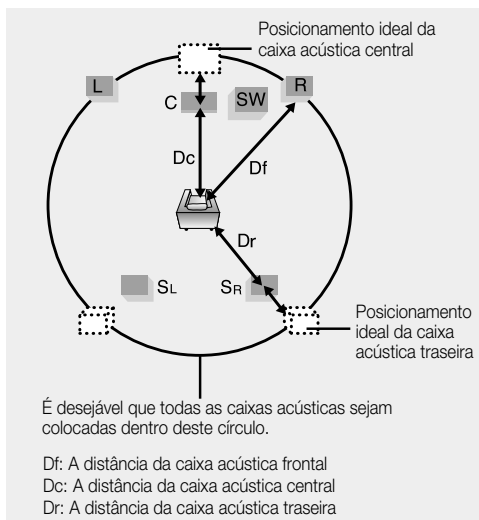 Posicionamento ideal da
caixa acústica central
L
R
C
SW
Dc
Df
Dr
SL
SR
Posicionamento
ideal da caixa
acústica traseira
É desejável que todas as caixas acústicas sejam
colocadas dentro deste círculo.
Df: A distância da caixa acústica frontal
Dc: A distância da caixa acústica central
Dr: A distância da caixa acústica traseira